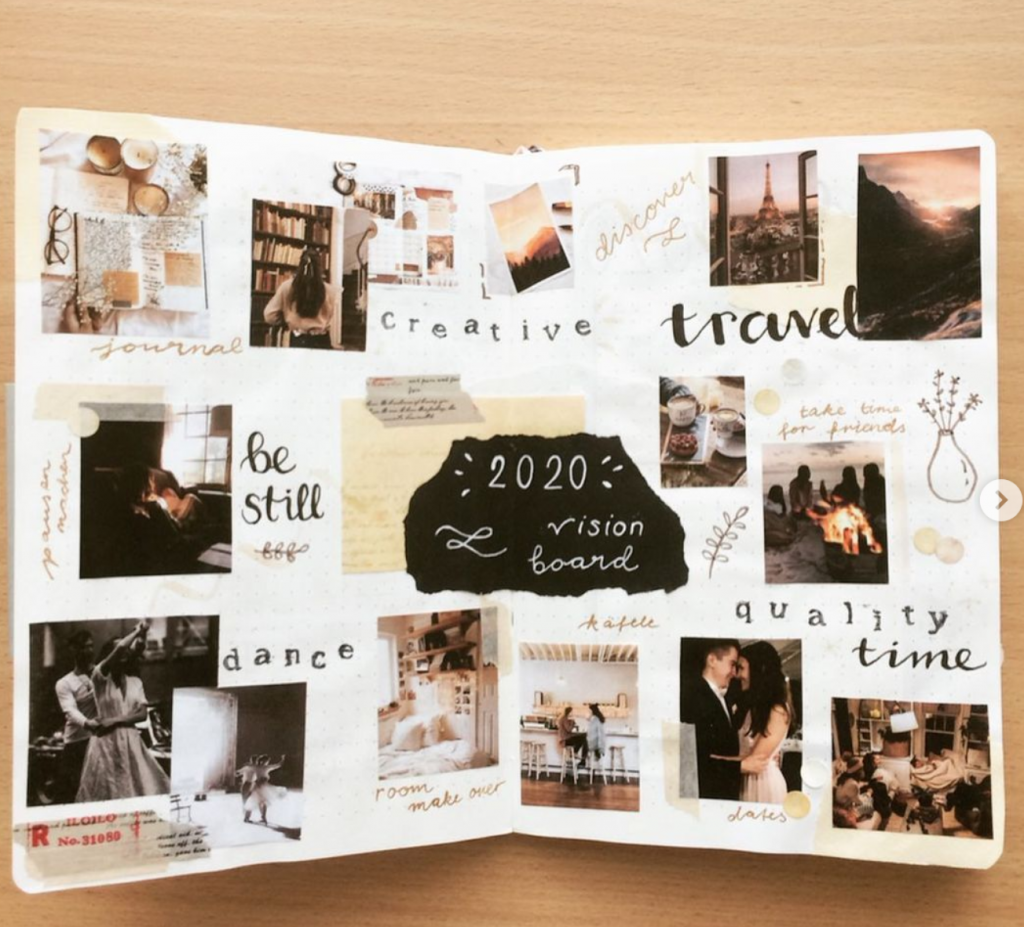 journal
creative
discover
travel
pausen
machen
be
still
2020
vision
board
take time
for friends
quality
time
dance
room
make over
kaffee
dates
R
ILOILO
No. 31080